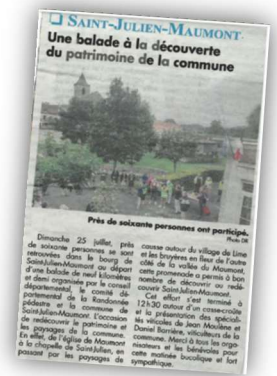 SAINT-JULIEN-MAUMONT
Une balade à la découverte
du patrimoine de la commune
Près de soixante personnes ont participé.
Photo DR
Dimanche 25 juillet, près
de soixante personnes se sont
retrouvées dans le bourg de
Saint-Julien-Maumont au départ
d'une balade de neuf kilomètres
et demi organisée par le conseil
départemental, le comité dé-
partemental de la Randonnée
pédestre et la commune de
Saint-Julien-Maumont. L'occasion
de redécouvrir le patrimoine et
les paysages de la commune.
En effet, de l'église de Maumont
à la chapelle de Saint-Julien, en
passant par les paysages de
causse autour du village de Lime
et les bruyères en fleur de l'autre
côté de la vallée du Maumont,
cette promenade a permis à bon
nombre de découvrir ou redé-
couvrir Saint-Julien-Maumont.
Cet effort s'est terminé à
12h30 autour d'un casse-croûte
et la présentation des spéciali-
tés viticoles de Jean Moulène et
Daniel Rorrière, viticulteurs de la
commune. Merci à tous les orga-
nisateurs et les bénévoles pour
cette matinée bucolique et fort
sympathique.